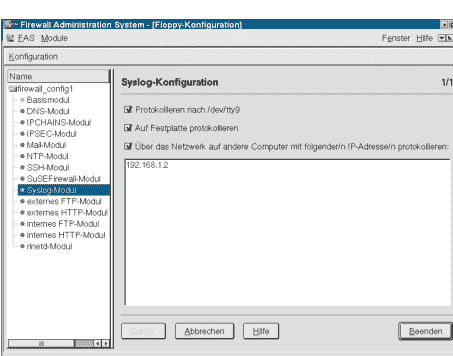 Firewall Administration System - [Floppy-Konfiguration]
FAS Module Fenster Hilfe
Konfiguration
Name
firewall_config1
Basismodul
DNS-Modul
IPCHAINS-Modul
IPSEC-Modul
Mail-Modul
NTP-Modul
SSH-Modul
SuSEFirewall-Modul
Syslog-Modul
externes FTP-Modul
externes HTTP-Modul
internes FTP-Modul
internes HTTP-Modul
rinetd-Modul
Syslog-Konfiguration 1/1
Protokollieren nach /dev/tty9
Auf Festplatte protokollieren
Über das Netzwerk auf andere Computer mit folgender/n IP-Adresse/n protokollieren:
192.168.1.2
Zurück Abbrechen Hilfe Beenden